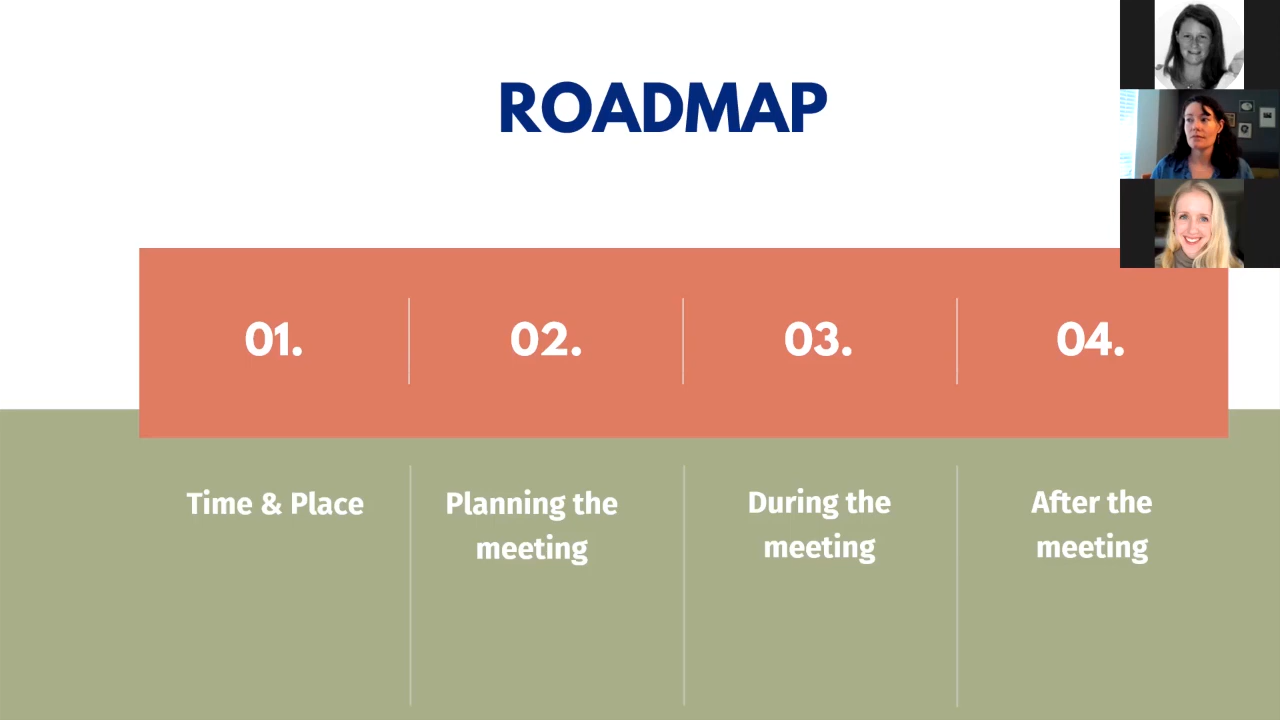 ROADMAP
01.
02.
03.
04.
Time & Place
Planning the
meeting
During the
meeting
After the
meeting